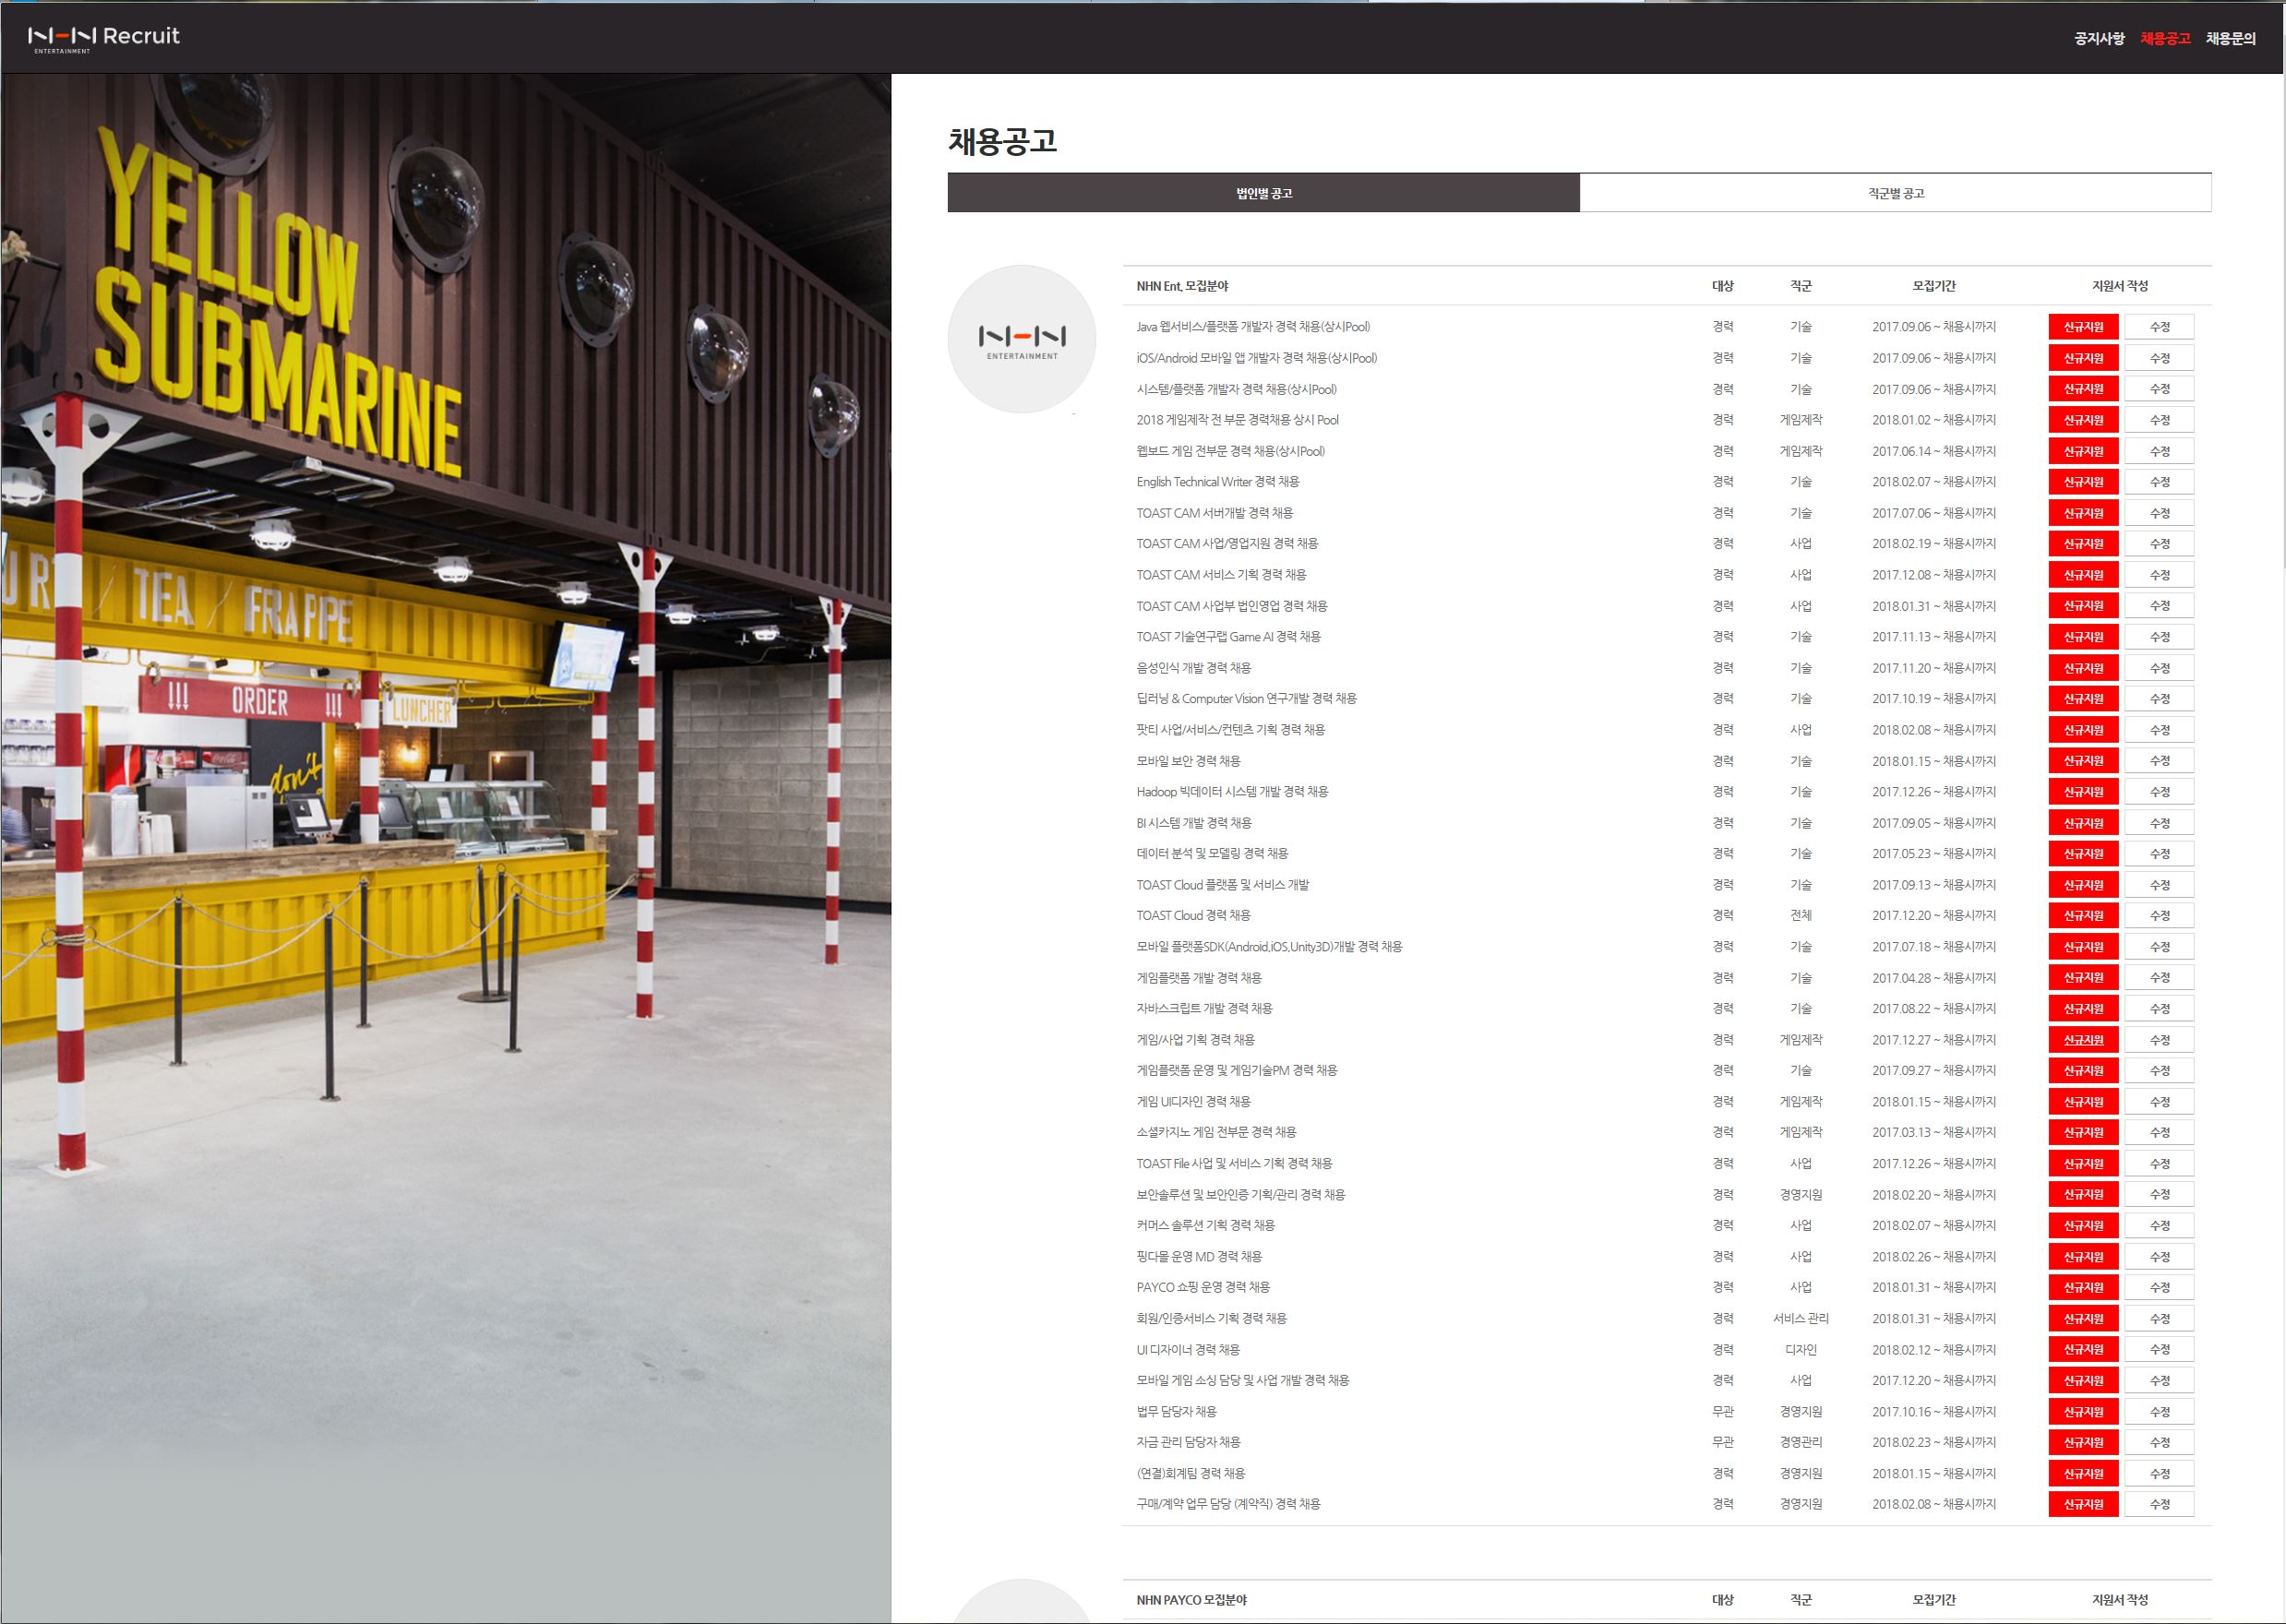 NHN Recruit
ENTERTAINMENT
공지사항 채용공고 채용문의
YELLOW
SUBMARINE
TEA / FRAPPE
ORDER
LUNCHER
don't
채용공고
법인별 공고 직군별 공고
NHN
ENTERTAINMENT
NHN Ent. 모집분야 대상 직군 모집기간 지원서 작성
Java 웹서비스/플랫폼 개발자 경력 채용(상시Pool) 경력 기술 2017.09.06 ~ 채용시까지 신규지원 수정
iOS/Android 모바일 앱 개발자 경력 채용(상시Pool) 경력 기술 2017.09.06 ~ 채용시까지 신규지원 수정
시스템/플랫폼 개발자 경력 채용(상시Pool) 경력 기술 2017.09.06 ~ 채용시까지 신규지원 수정
2018 게임제작 전 부문 경력채용 상시 Pool 경력 게임제작 2018.01.02 ~ 채용시까지 신규지원 수정
웹보드 게임 전부문 경력 채용(상시Pool) 경력 게임제작 2017.06.14 ~ 채용시까지 신규지원 수정
English Technical Writer 경력 채용 경력 기술 2018.02.07 ~ 채용시까지 신규지원 수정
TOAST CAM 서버개발 경력 채용 경력 기술 2017.07.06 ~ 채용시까지 신규지원 수정
TOAST CAM 사업/영업지원 경력 채용 경력 사업 2018.02.19 ~ 채용시까지 신규지원 수정
TOAST CAM 서비스 기획 경력 채용 경력 사업 2017.12.08 ~ 채용시까지 신규지원 수정
TOAST CAM 사업부 법인영업 경력 채용 경력 사업 2018.01.31 ~ 채용시까지 신규지원 수정
TOAST 기술연구랩 Game AI 경력 채용 경력 기술 2017.11.13 ~ 채용시까지 신규지원 수정
음성인식 개발 경력 채용 경력 기술 2017.11.20 ~ 채용시까지 신규지원 수정
딥러닝 & Computer Vision 연구개발 경력 채용 경력 기술 2017.10.19 ~ 채용시까지 신규지원 수정
팟티 사업/서비스/컨텐츠 기획 경력 채용 경력 사업 2018.02.08 ~ 채용시까지 신규지원 수정
모바일 보안 경력 채용 경력 기술 2018.01.15 ~ 채용시까지 신규지원 수정
Hadoop 빅데이터 시스템 개발 경력 채용 경력 기술 2017.12.26 ~ 채용시까지 신규지원 수정
BI 시스템 개발 경력 채용 경력 기술 2017.09.05 ~ 채용시까지 신규지원 수정
데이터 분석 및 모델링 경력 채용 경력 기술 2017.05.23 ~ 채용시까지 신규지원 수정
TOAST Cloud 플랫폼 및 서비스 개발 경력 기술 2017.09.13 ~ 채용시까지 신규지원 수정
TOAST Cloud 경력 채용 경력 전체 2017.12.20 ~ 채용시까지 신규지원 수정
모바일 플랫폼SDK(Android,iOS,Unity3D)개발 경력 채용 경력 기술 2017.07.18 ~ 채용시까지 신규지원 수정
게임플랫폼 개발 경력 채용 경력 기술 2017.04.28 ~ 채용시까지 신규지원 수정
자바스크립트 개발 경력 채용 경력 기술 2017.08.22 ~ 채용시까지 신규지원 수정
게임/사업 기획 경력 채용 경력 게임제작 2017.12.27 ~ 채용시까지 신규지원 수정
게임플랫폼 운영 및 게임기술PM 경력 채용 경력 기술 2017.09.27 ~ 채용시까지 신규지원 수정
게임 UI디자인 경력 채용 경력 게임제작 2018.01.15 ~ 채용시까지 신규지원 수정
소셜카지노 게임 전부문 경력 채용 경력 게임제작 2017.03.13 ~ 채용시까지 신규지원 수정
TOAST File 사업 및 서비스 기획 경력 채용 경력 사업 2017.12.26 ~ 채용시까지 신규지원 수정
보안솔루션 및 보안인증 기획/관리 경력 채용 경력 경영지원 2018.02.20 ~ 채용시까지 신규지원 수정
커머스 솔루션 기획 경력 채용 경력 사업 2018.02.07 ~ 채용시까지 신규지원 수정
핑다몰 운영 MD 경력 채용 경력 사업 2018.02.26 ~ 채용시까지 신규지원 수정
PAYCO 쇼핑 운영 경력 채용 경력 사업 2018.01.31 ~ 채용시까지 신규지원 수정
회원/인증서비스 기획 경력 채용 경력 서비스 관리 2018.01.31 ~ 채용시까지 신규지원 수정
UI 디자이너 경력 채용 경력 디자인 2018.02.12 ~ 채용시까지 신규지원 수정
모바일 게임 소싱 담당 및 사업 개발 경력 채용 경력 사업 2017.12.20 ~ 채용시까지 신규지원 수정
법무 담당자 채용 무관 경영지원 2017.10.16 ~ 채용시까지 신규지원 수정
자금 관리 담당자 채용 무관 경영관리 2018.02.23 ~ 채용시까지 신규지원 수정
(연결)회계팀 경력 채용 경력 경영지원 2018.01.15 ~ 채용시까지 신규지원 수정
구매/계약 업무 담당 (계약직) 경력 채용 경력 경영지원 2018.02.08 ~ 채용시까지 신규지원 수정
NHN PAYCO 모집분야 대상 직군 모집기간 지원서 작성